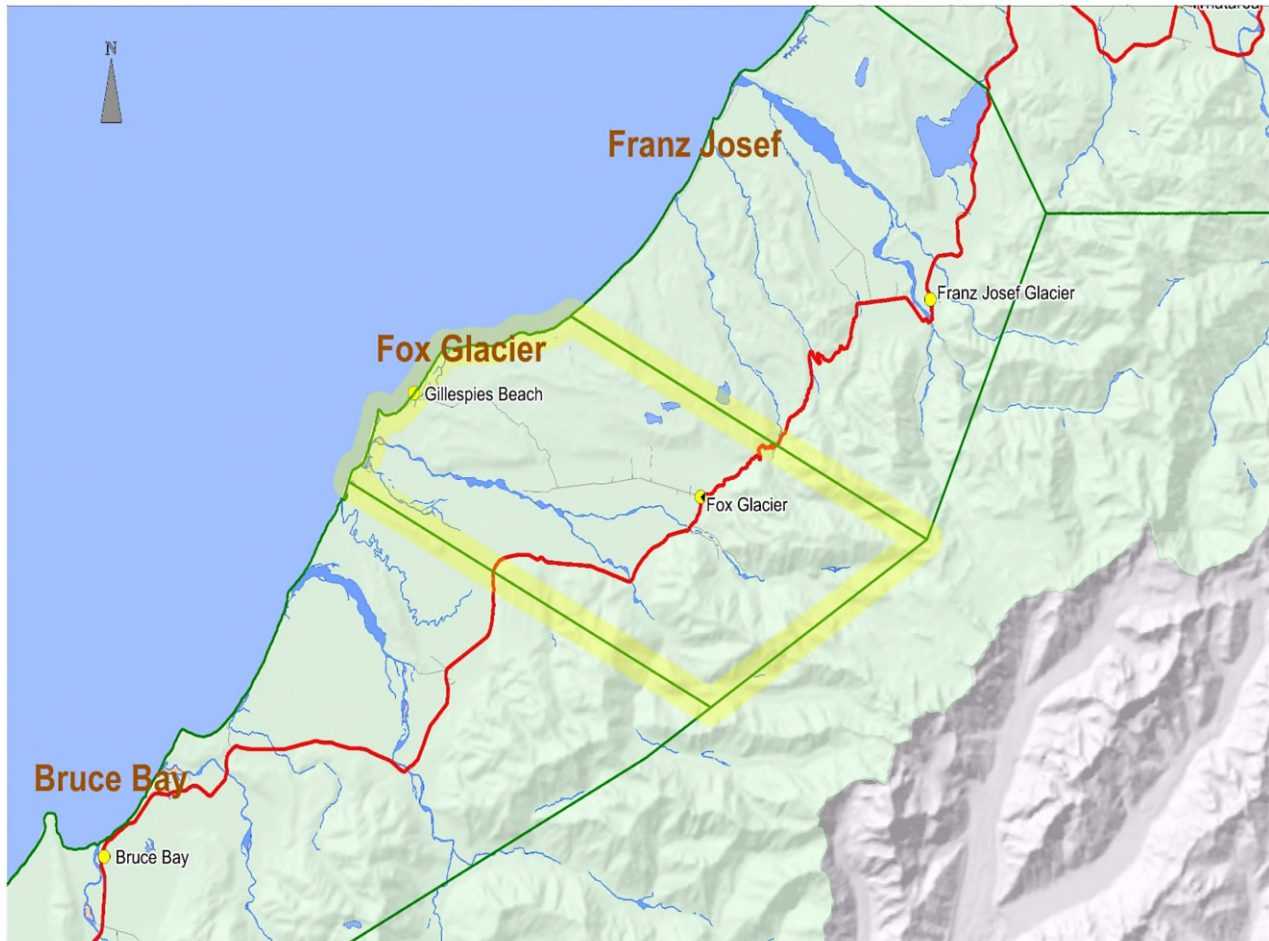 N
Franz Josef
Franz Josef Glacier
Fox Glacier
Gillespies Beach
Fox Glacier
Bruce Bay
Bruce Bay